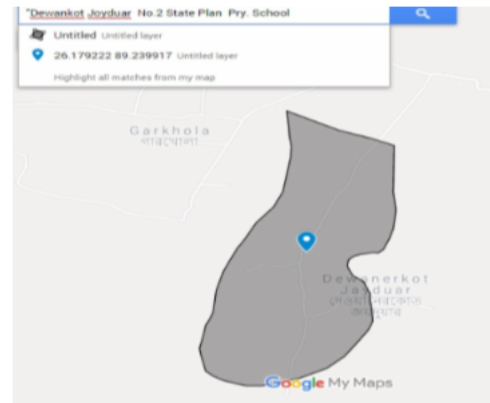 "Dewankot Joyduar No.2 State Plan Pry. School
Untitled Untitled layer
26.179222 89.239917 Untitled layer
Highlight all matches from my map
Garkhola
Dewanerkot
Jayduar
Google My Maps